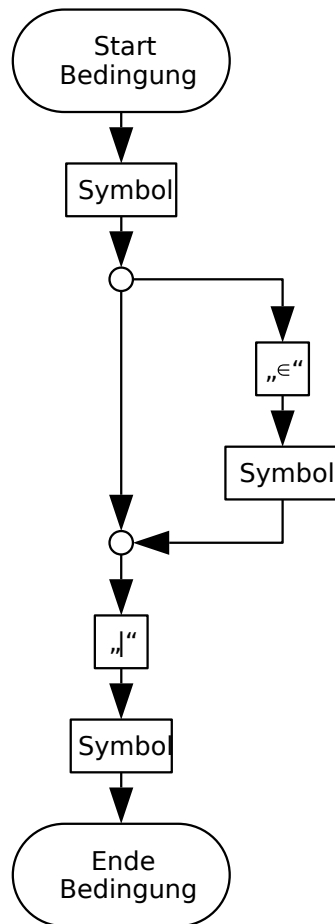 Start
Bedingung
Symbol
„∈“
Symbol
„|“
Symbol
Ende
Bedingung